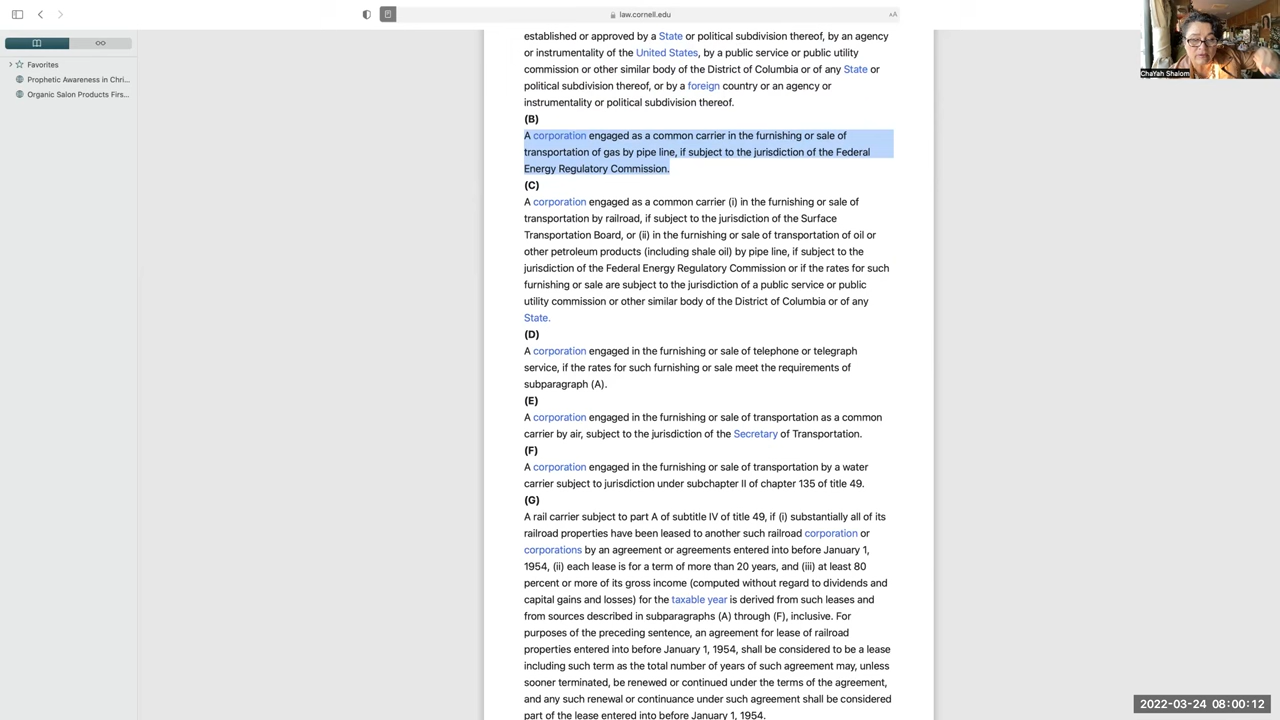 law.cornell.edu
AA
Favorites
Prophetic Awareness in Chri...
Organic Salon Products Firs...
ChaYah Shalom
established or approved by a State or political subdivision thereof, by an agency
or instrumentality of the United States, by a public service or public utility
commission or other similar body of the District of Columbia or of any State or
political subdivision thereof, or by a foreign country or an agency or
instrumentality or political subdivision thereof.
(B)
A corporation engaged as a common carrier in the furnishing or sale of
transportation of gas by pipe line, if subject to the jurisdiction of the Federal
Energy Regulatory Commission.
(C)
A corporation engaged as a common carrier (i) in the furnishing or sale of
transportation by railroad, if subject to the jurisdiction of the Surface
Transportation Board, or (ii) in the furnishing or sale of transportation of oil or
other petroleum products (including shale oil) by pipe line, if subject to the
jurisdiction of the Federal Energy Regulatory Commission or if the rates for such
furnishing or sale are subject to the jurisdiction of a public service or public
utility commission or other similar body of the District of Columbia or of any
State.
(D)
A corporation engaged in the furnishing or sale of telephone or telegraph
service, if the rates for such furnishing or sale meet the requirements of
subparagraph (A).
(E)
A corporation engaged in the furnishing or sale of transportation as a common
carrier by air, subject to the jurisdiction of the Secretary of Transportation.
(F)
A corporation engaged in the furnishing or sale of transportation by a water
carrier subject to jurisdiction under subchapter II of chapter 135 of title 49.
(G)
A rail carrier subject to part A of subtitle IV of title 49, if (i) substantially all of its
railroad properties have been leased to another such railroad corporation or
corporations by an agreement or agreements entered into before January 1,
1954, (ii) each lease is for a term of more than 20 years, and (iii) at least 80
percent or more of its gross income (computed without regard to dividends and
capital gains and losses) for the taxable year is derived from such leases and
from sources described in subparagraphs (A) through (F), inclusive. For
purposes of the preceding sentence, an agreement for lease of railroad
properties entered into before January 1, 1954, shall be considered to be a lease
including such term as the total number of years of such agreement may, unless
sooner terminated, be renewed or continued under the terms of the agreement,
and any such renewal or continuance under such agreement shall be considered
part of the lease entered into before January 1, 1954.
2022-03-24 08:00:12